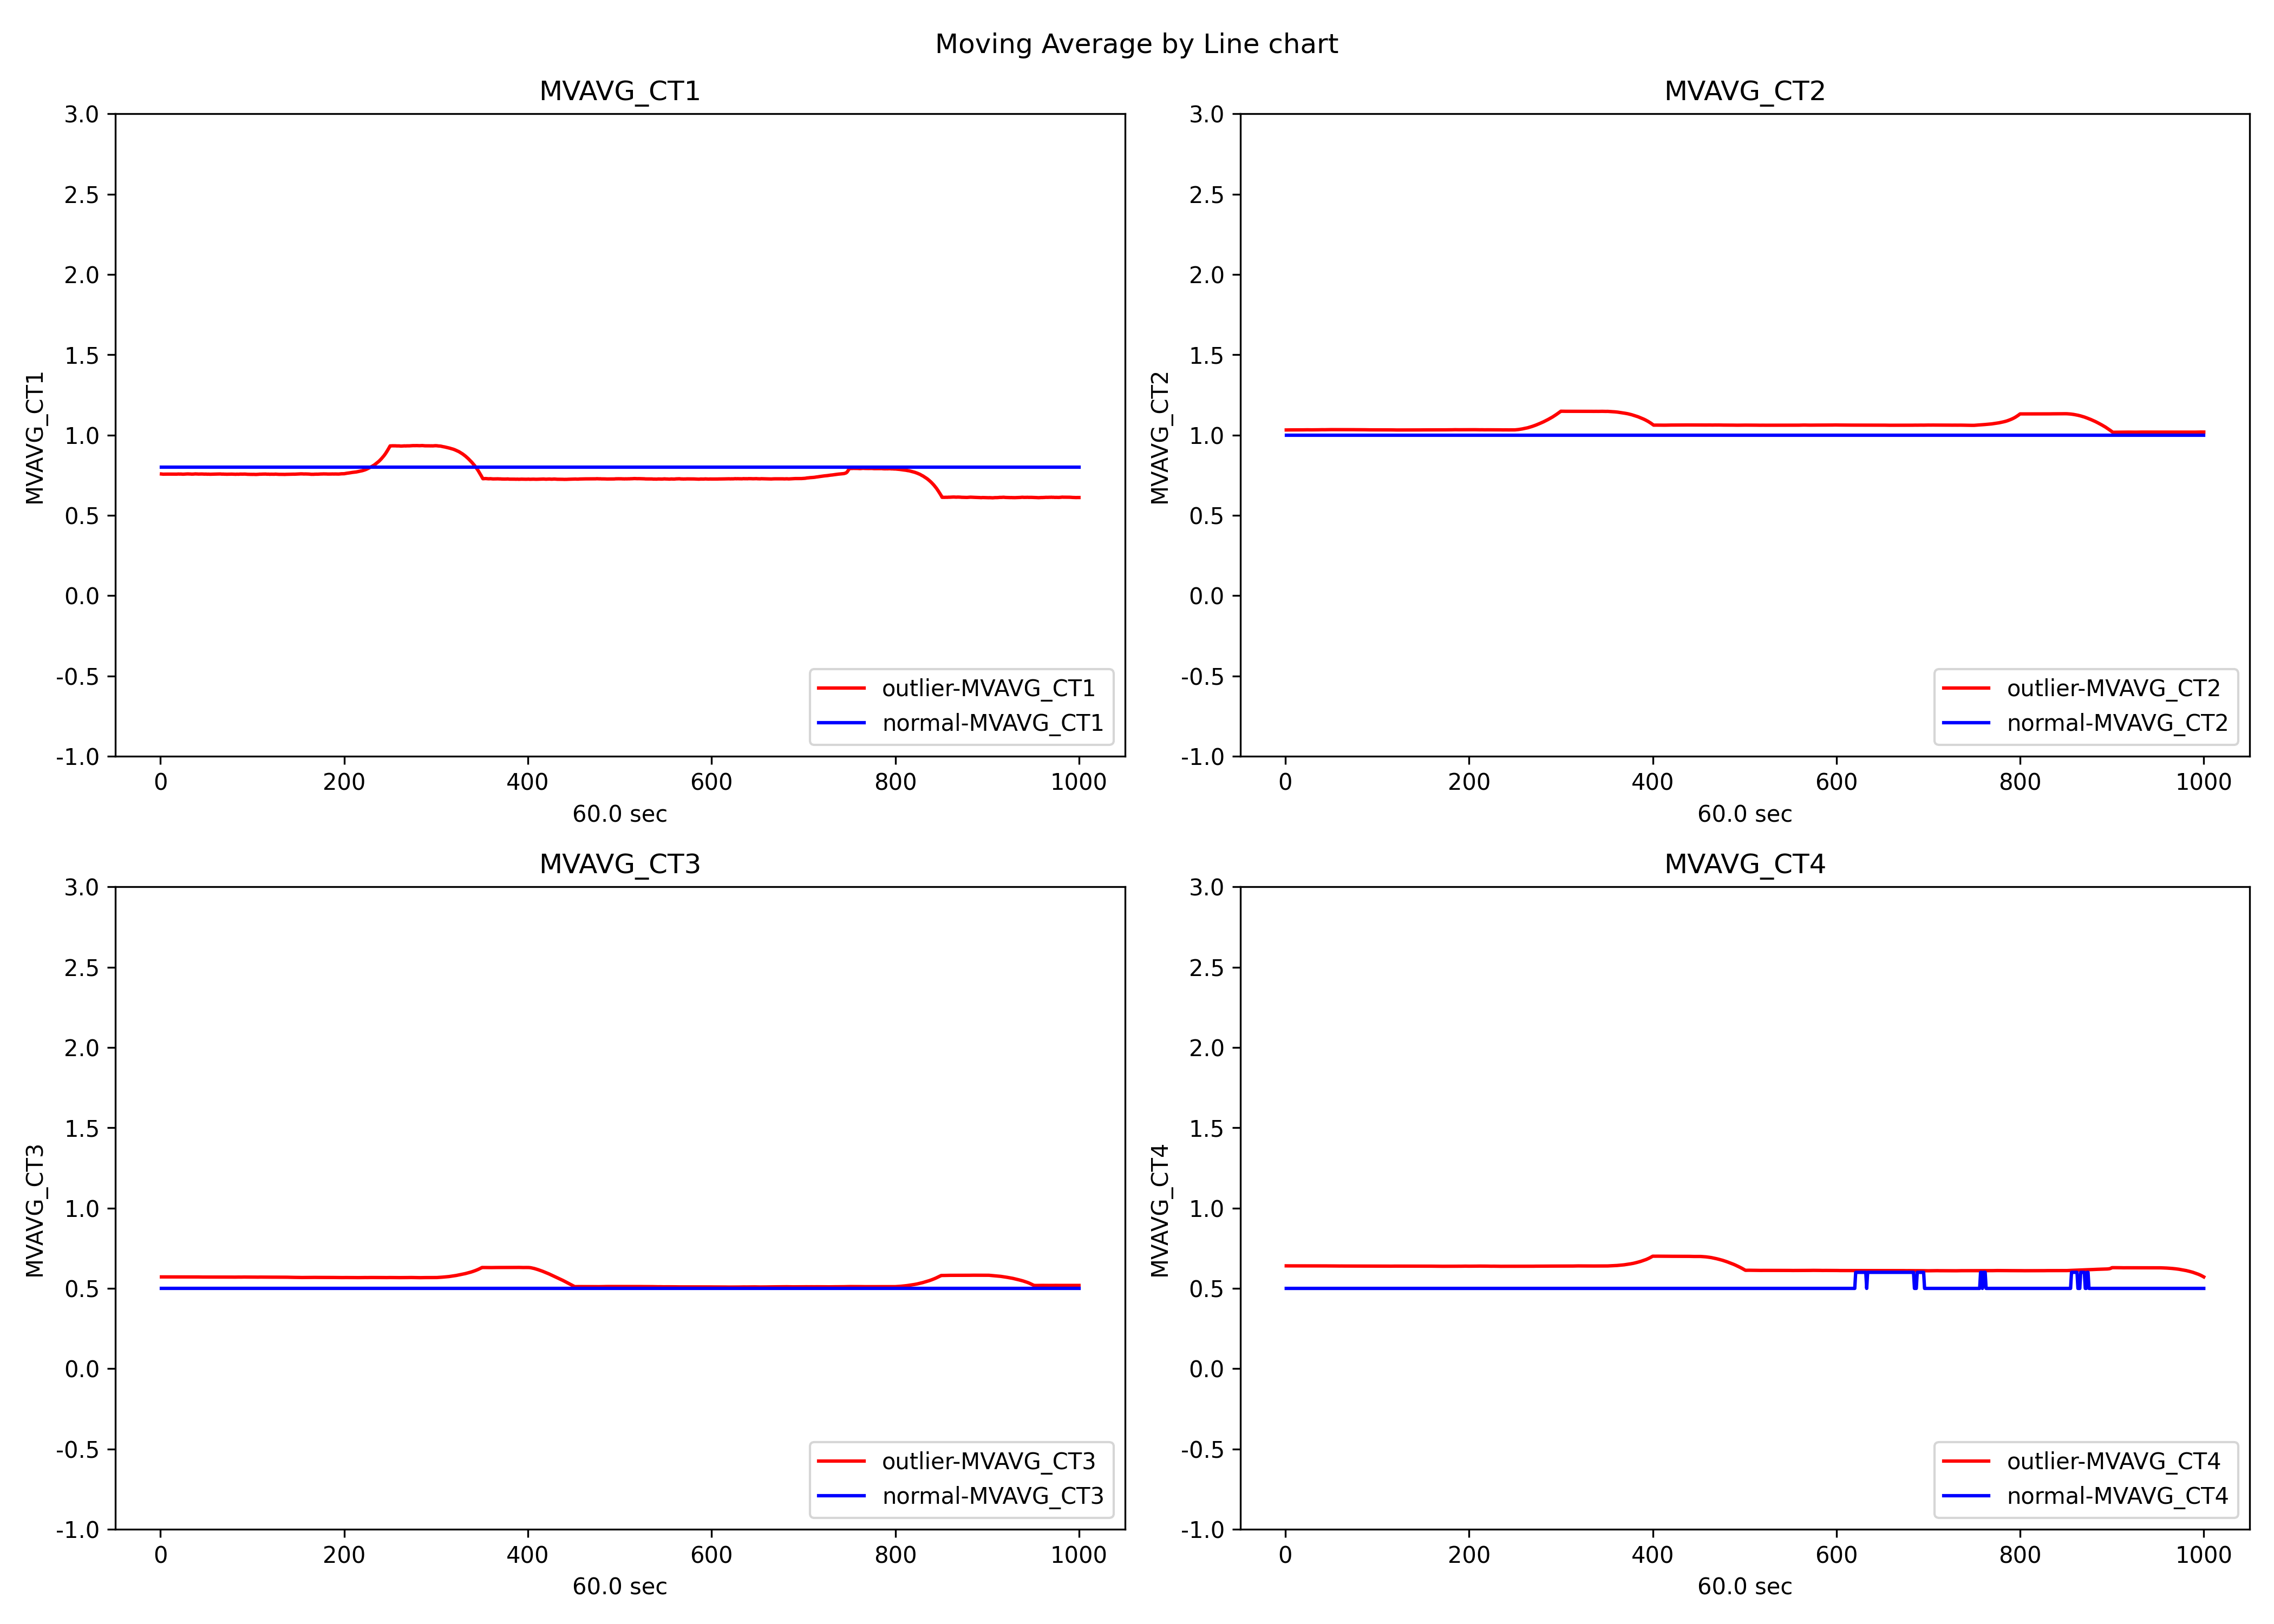 Moving Average by Line chart
MVAVG_CT1
3.0
2.5
2.0
1.5
1.0
0.5
0.0
-0.5
-1.0
MVAVG_CT1
outlier-MVAVG_CT1
normal-MVAVG_CT1
0 200 400 600 800 1000
60.0 sec
MVAVG_CT2
3.0
2.5
2.0
1.5
1.0
0.5
0.0
-0.5
-1.0
MVAVG_CT2
outlier-MVAVG_CT2
normal-MVAVG_CT2
0 200 400 600 800 1000
60.0 sec
MVAVG_CT3
3.0
2.5
2.0
1.5
1.0
0.5
0.0
-0.5
-1.0
MVAVG_CT3
outlier-MVAVG_CT3
normal-MVAVG_CT3
0 200 400 600 800 1000
60.0 sec
MVAVG_CT4
3.0
2.5
2.0
1.5
1.0
0.5
0.0
-0.5
-1.0
MVAVG_CT4
outlier-MVAVG_CT4
normal-MVAVG_CT4
0 200 400 600 800 1000
60.0 sec